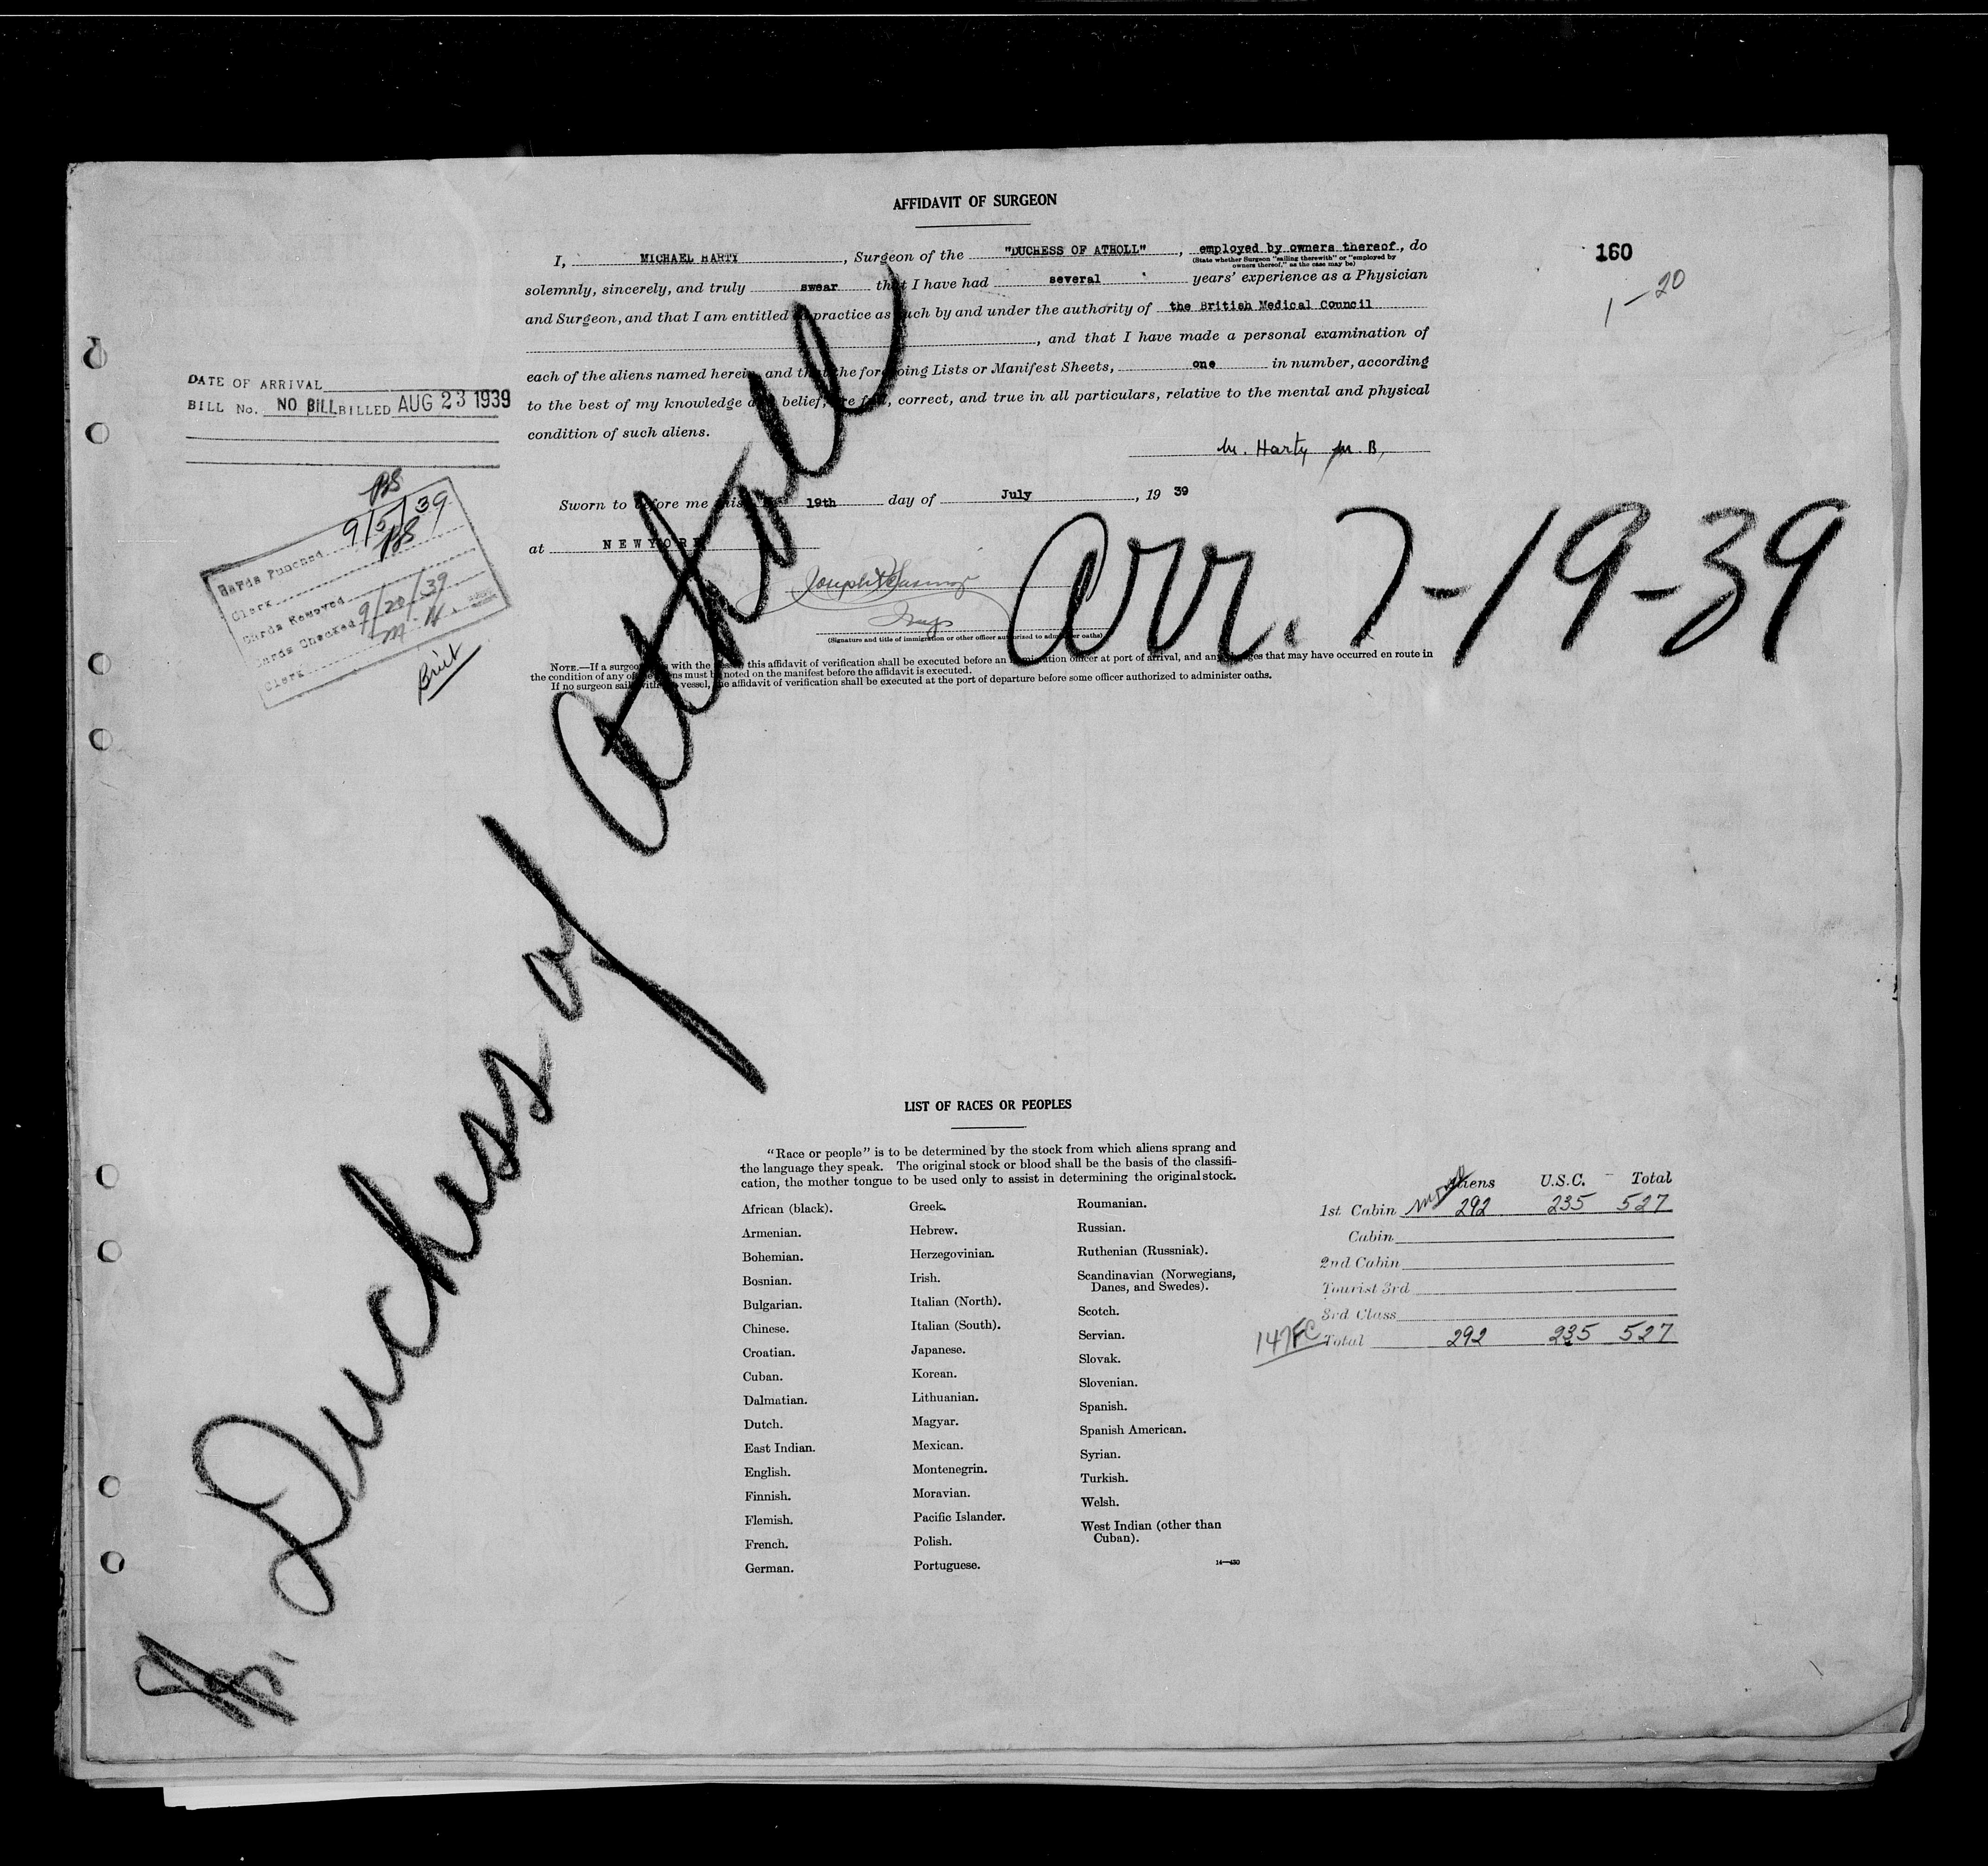 AFFIDAVIT OF SURGEON
160
1-20
I, MICHAEL HARTY, Surgeon of the "DUCHESS OF ATHOLL", employed by owners thereof, do
(State whether Surgeon "sailing therewith" or "employed by
owners thereof," as the case may be)
solemnly, sincerely, and truly swear that I have had several years' experience as a Physician
and Surgeon, and that I am entitled to practice as such by and under the authority of the British Medical Council
, and that I have made a personal examination of
each of the aliens named herein and that the foregoing Lists or Manifest Sheets, one in number, according
to the best of my knowledge and belief, are full, correct, and true in all particulars, relative to the mental and physical
condition of such aliens.
M. Harty M.B,
Sworn to before me this 19th day of July, 19 39
at NEWYORK
(Signature and title of immigration or other officer authorized to administer oaths)
NOTE.—If a surgeon sails with the vessel, this affidavit of verification shall be executed before an immigration officer at port of arrival, and any changes that may have occurred en route in
the condition of any of the aliens must be noted on the manifest before the affidavit is executed.
If no surgeon sails with the vessel, the affidavit of verification shall be executed at the port of departure before some officer authorized to administer oaths.
DATE OF ARRIVAL
BILL No. NO BILL BILLED AUG 23 1939
Cards Punched 9/5/39
Clerk
Cards Removed
Cards Checked 9/20/39
Clerk M.H.
Brit
Arr. 7-19-39
Duchess of Atholl
LIST OF RACES OR PEOPLES
"Race or people" is to be determined by the stock from which aliens sprang and
the language they speak. The original stock or blood shall be the basis of the classifi-
cation, the mother tongue to be used only to assist in determining the original stock.
African (black).
Armenian.
Bohemian.
Bosnian.
Bulgarian.
Chinese.
Croatian.
Cuban.
Dalmatian.
Dutch.
East Indian.
English.
Finnish.
Flemish.
French.
German.
Greek.
Hebrew.
Herzegovinian.
Irish.
Italian (North).
Italian (South).
Japanese.
Korean.
Lithuanian.
Magyar.
Mexican.
Montenegrin.
Moravian.
Pacific Islander.
Polish.
Portuguese.
Roumanian.
Russian.
Ruthenian (Russniak).
Scandinavian (Norwegians,
Danes, and Swedes).
Scotch.
Servian.
Slovak.
Slovenian.
Spanish.
Spanish American.
Syrian.
Turkish.
Welsh.
West Indian (other than
Cuban).
14—430
Aliens U.S.C. Total
1st Cabin 292 235 527
Cabin
2nd Cabin
Tourist 3rd
3rd Class
Total 292 235 527
147FC